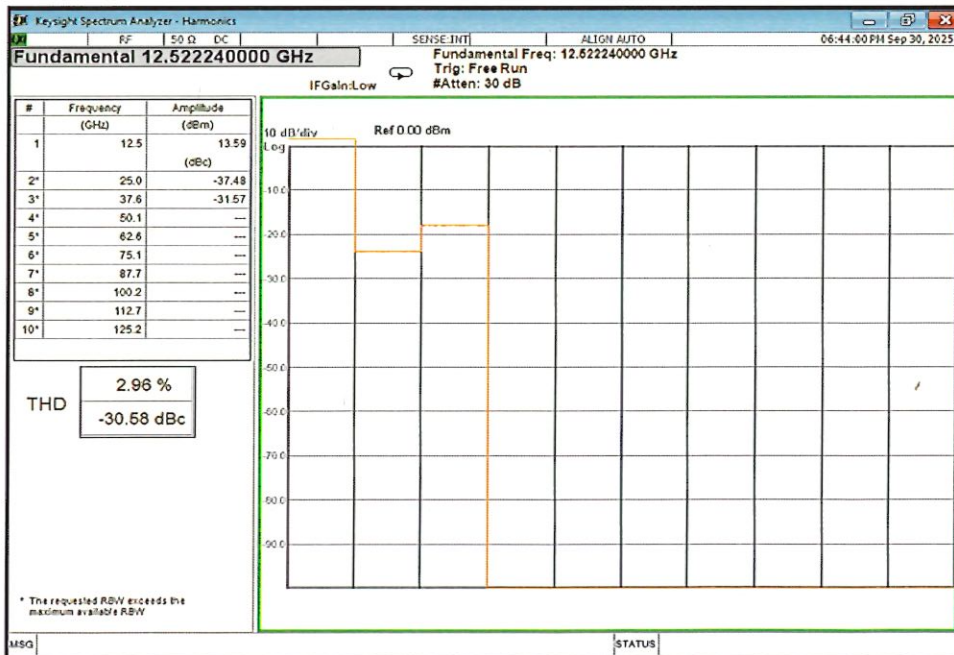 Keysight Spectrum Analyzer - Harmonics
RF 50 Ω DC SENSE:INT ALIGN AUTO 06:44:00 PM Sep 30, 2025
Fundamental 12.522240000 GHz
Fundamental Freq: 12.522240000 GHz
Trig: Free Run
IFGain:Low #Atten: 30 dB
# Frequency Amplitude
(GHz) (dBm)
1 12.5 13.59
(dBc)
2* 25.0 -37.48
3* 37.6 -31.57
4* 50.1 ---
5* 62.6 ---
6* 75.1 ---
7* 87.7 ---
8* 100.2 ---
9* 112.7 ---
10* 125.2 ---
THD 2.96 %
-30.58 dBc
* The requested RBW exceeds the
maximum available RBW
10 dB/div Ref 0.00 dBm
Log
-10.0
-20.0
-30.0
-40.0
-50.0
-60.0
-70.0
-80.0
-90.0
MSG STATUS